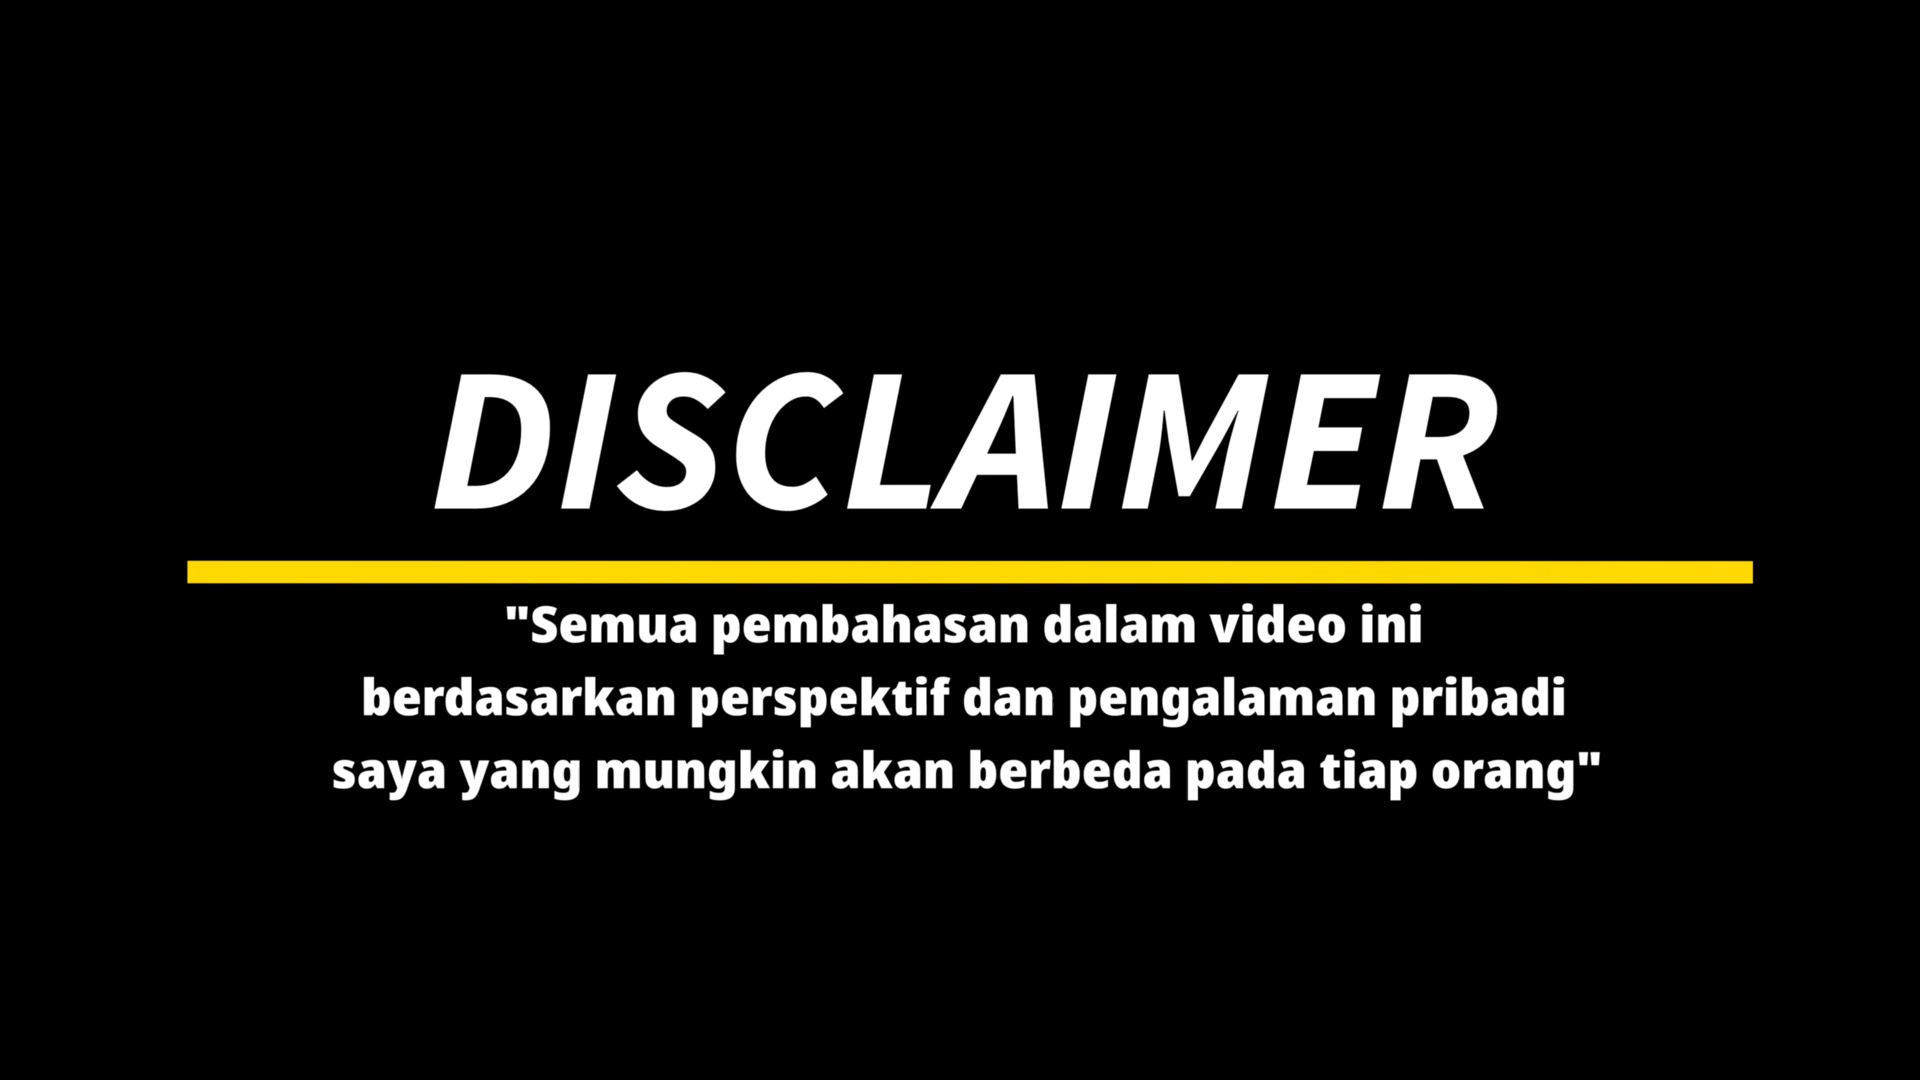 DISCLAIMER
"Semua pembahasan dalam video ini
berdasarkan perspektif dan pengalaman pribadi
saya yang mungkin akan berbeda pada tiap orang"